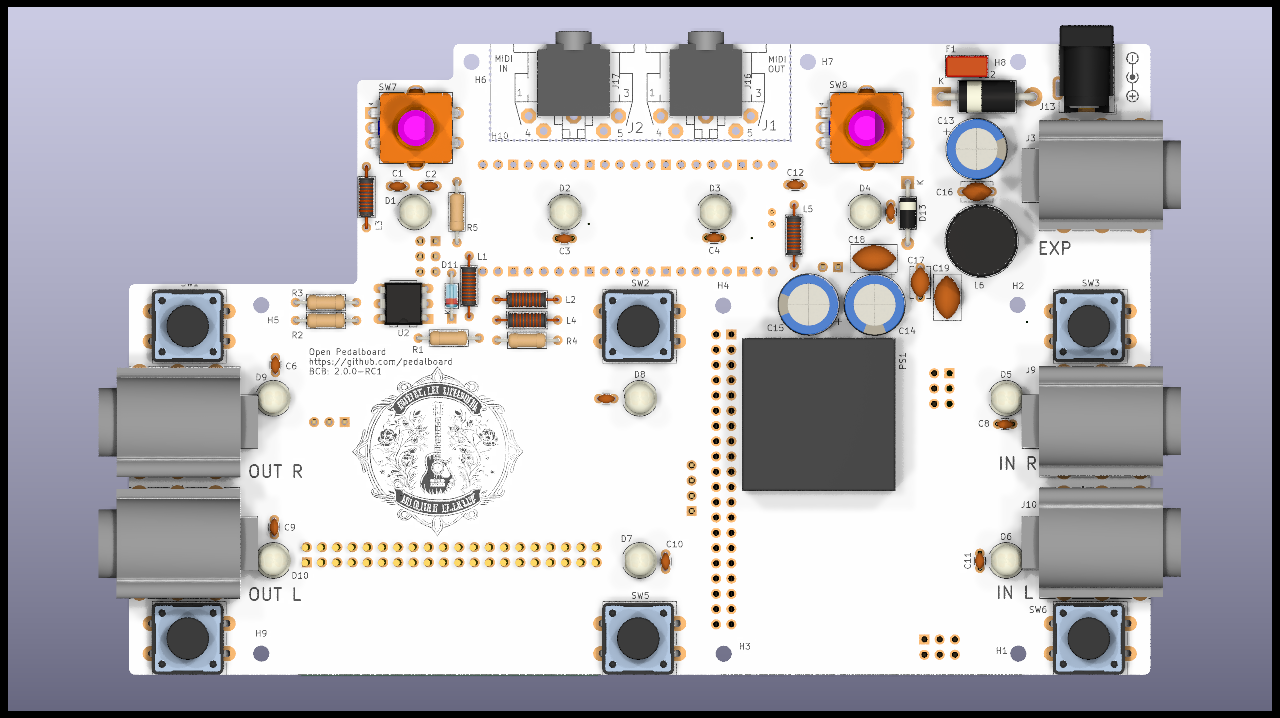 F1
MIDI
IN
MIDI
OUT
H6
H7
H8
K
J17
J16
SW7
SW8
1
3
1
3
J13
4
5
J2
4
5
J1
H10
C13
+
J3
C1
C2
D2
D3
C12
D4
K
C16
D1
L3
R5
L5
D13
C3
C4
EXP
C18
L1
D11
C17
C19
SW2
H4
L6
H2
SW3
R3
L2
H5
K
R2
U2
L4
C15
+
C14
R1
R4
Open Pedalboard
https://github.com/pedalboard
BCB: 2.0.0-RC1
PS1
C6
D9
D8
D5
J9
C8
OUT R
IN R
J10
C9
D7
C10
D6
C11
D10
OUT L
IN L
SW5
SW6
H9
H3
H1